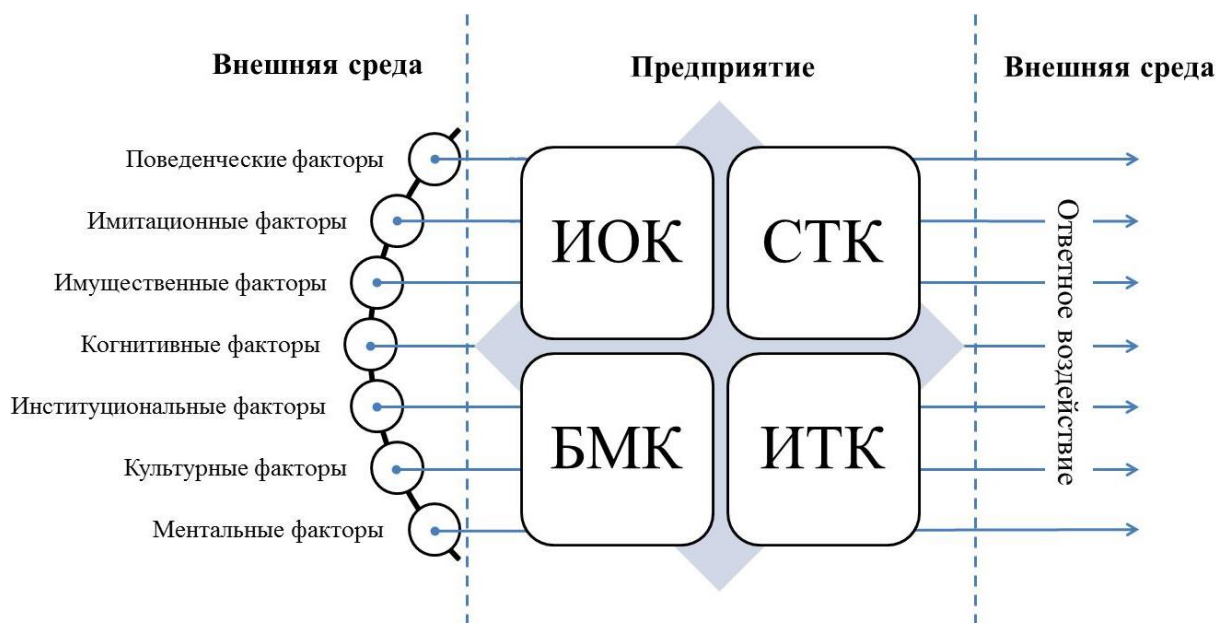 Внешняя среда
Предприятие
Внешняя среда
Поведенческие факторы
Имитационные факторы
Имущественные факторы
Когнитивные факторы
Институциональные факторы
Культурные факторы
Ментальные факторы
ИОК
СТК
БМК
ИТК
Ответное воздействие